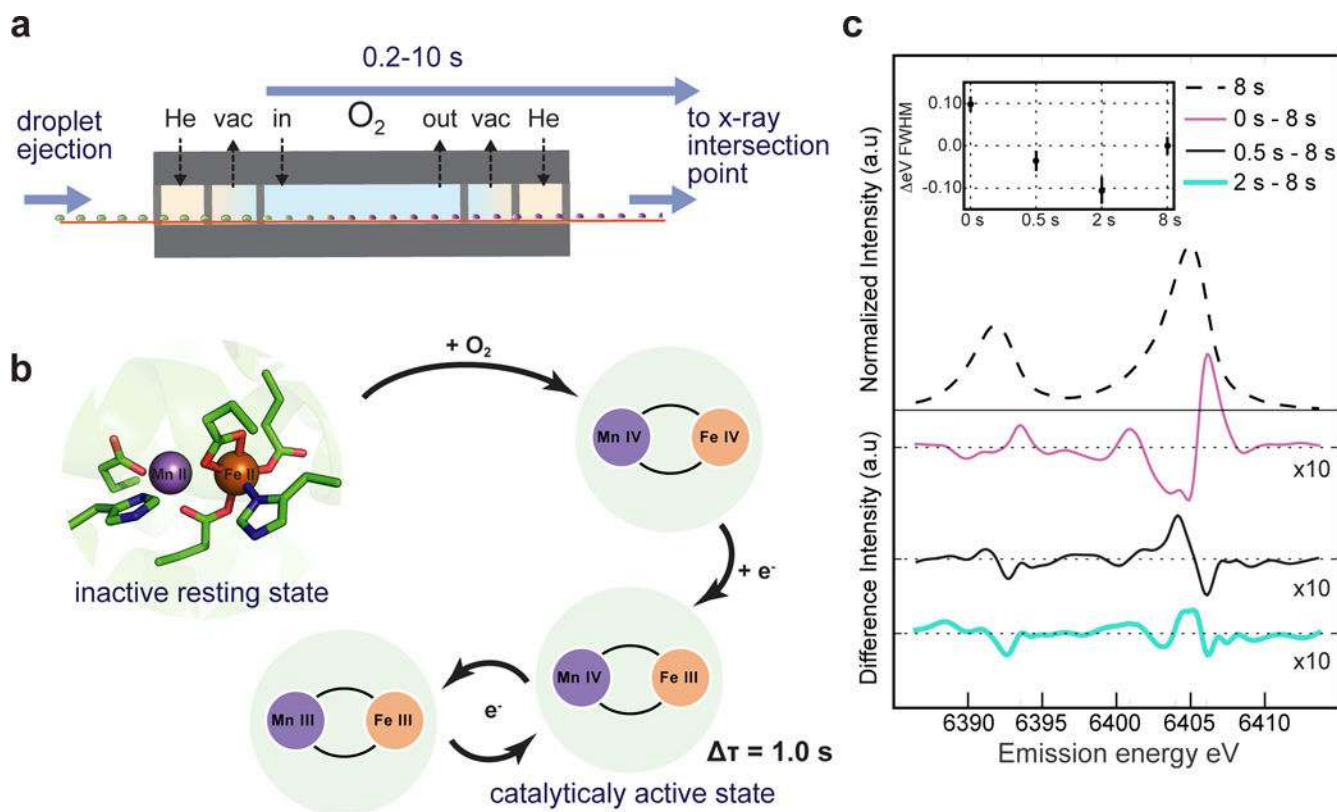 a
0.2-10 s
droplet
ejection
He vac in O₂ out vac He
to x-ray
intersection
point
b
+ O₂
Mn II Fe II
inactive resting state
Mn IV Fe IV
+ e⁻
Mn IV Fe III
Mn III Fe III
e⁻
Δτ = 1.0 s
catalyticaly active state
c
Normalized Intensity (a.u)
Difference Intensity (a.u)
ΔeV FWHM
0.10
0.0
-0.10
0 s 0.5 s 2 s 8 s
8 s
0 s - 8 s
0.5 s - 8 s
2 s - 8 s
x10
x10
x10
6390 6395 6400 6405 6410
Emission energy eV